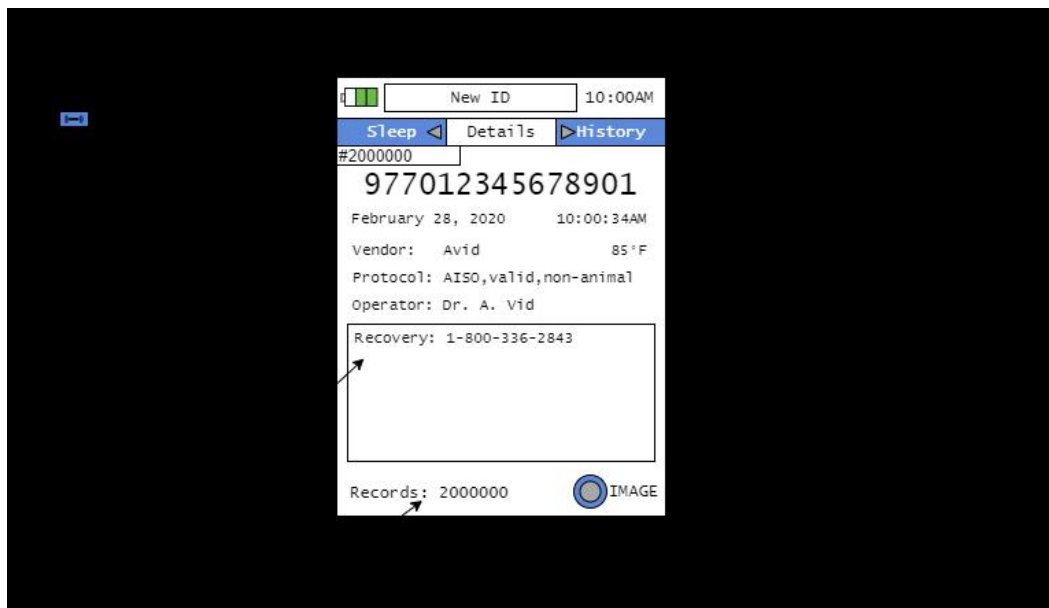 New ID 10:00AM
Sleep Details History
#2000000
977012345678901
February 28, 2020 10:00:34AM
Vendor: Avid 85°F
Protocol: AISO,valid,non-animal
Operator: Dr. A. Vid
Recovery: 1-800-336-2843
Records: 2000000 IMAGE